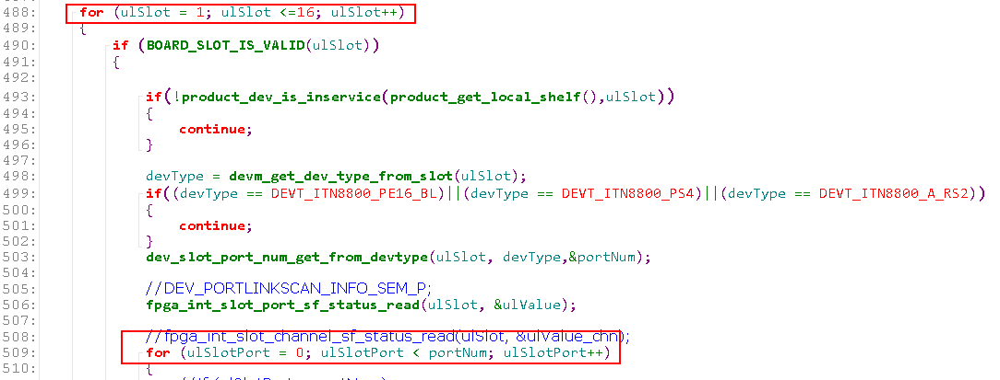 488: for (ulSlot = 1; ulSlot <=16; ulSlot++)
489: {
490: if (BOARD_SLOT_IS_VALID(ulSlot))
491: {
492:
493: if(!product_dev_is_inservice(product_get_local_shelf(),ulSlot))
494: {
495: continue;
496: }
497:
498: devType = devm_get_dev_type_from_slot(ulSlot);
499: if((devType == DEVT_ITN8800_PE16_BL)||(devType == DEVT_ITN8800_PS4)||(devType == DEVT_ITN8800_A_RS2))
500: {
501: continue;
502: }
503: dev_slot_port_num_get_from_devtype(ulSlot, devType,&portNum);
504:
505: //DEV_PORTLINKSCAN_INFO_SEM_P;
506: fpga_int_slot_port_sf_status_read(ulSlot, &ulValue);
507:
508: //fpga_int_slot_channel_sf_status_read(ulSlot, &ulValue_chn);
509: for (ulSlotPort = 0; ulSlotPort < portNum; ulSlotPort++)
510: {